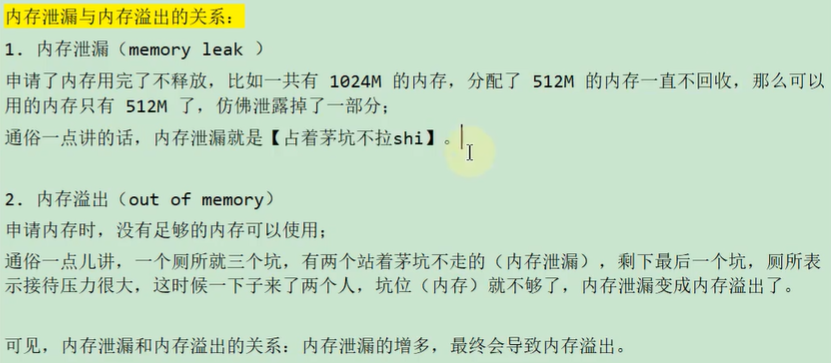 内存泄漏与内存溢出的关系：
1. 内存泄漏（memory leak ）
申请了内存用完了不释放，比如一共有 1024M 的内存，分配了 512M 的内存一直不回收，那么可以
用的内存只有 512M 了，仿佛泄露掉了一部分；
通俗一点讲的话，内存泄漏就是【占着茅坑不拉shi】。
2. 内存溢出（out of memory）
申请内存时，没有足够的内存可以使用；
通俗一点儿讲，一个厕所就三个坑，有两个站着茅坑不走的（内存泄漏），剩下最后一个坑，厕所表
示接待压力很大，这时候一下子来了两个人，坑位（内存）就不够了，内存泄漏变成内存溢出了。
可见，内存泄漏和内存溢出的关系：内存泄漏的增多，最终会导致内存溢出。